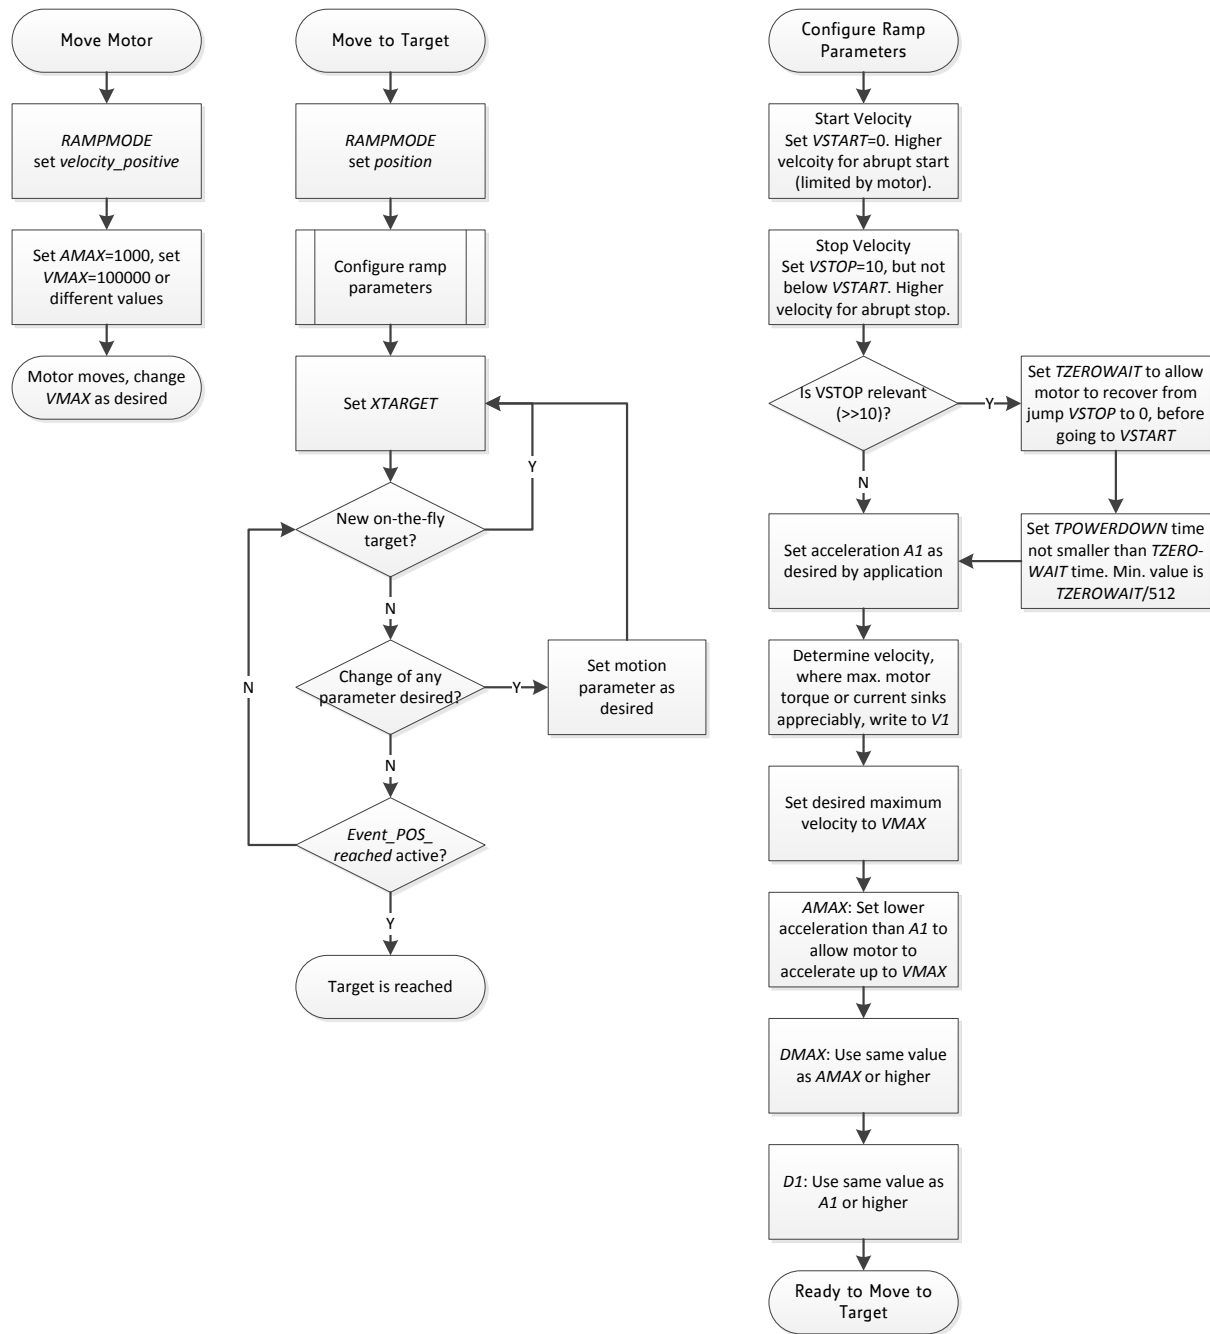 Move Motor
RAMPMODE
set velocity_positive
Set AMAX=1000, set
VMAX=100000 or
different values
Motor moves, change
VMAX as desired
Move to Target
RAMPMODE
set position
Configure ramp
parameters
Set XTARGET
Y
New on-the-fly
target?
N
N
Change of any
parameter desired?
Y
Set motion
parameter as
desired
N
Event_POS_
reached active?
Y
Target is reached
Configure Ramp
Parameters
Start Velocity
Set VSTART=0. Higher
velcoity for abrupt start
(limited by motor).
Stop Velocity
Set VSTOP=10, but not
below VSTART. Higher
velocity for abrupt stop.
Is VSTOP relevant
(>>10)?
Y
Set TZEROWAIT to allow
motor to recover from
jump VSTOP to 0, before
going to VSTART
N
Set TPOWERDOWN time
not smaller than TZERO-
WAIT time. Min. value is
TZEROWAIT/512
Set acceleration A1 as
desired by application
Determine velocity,
where max. motor
torque or current sinks
appreciably, write to V1
Set desired maximum
velocity to VMAX
AMAX: Set lower
acceleration than A1 to
allow motor to
accelerate up to VMAX
DMAX: Use same value
as AMAX or higher
D1: Use same value as
A1 or higher
Ready to Move to
Target